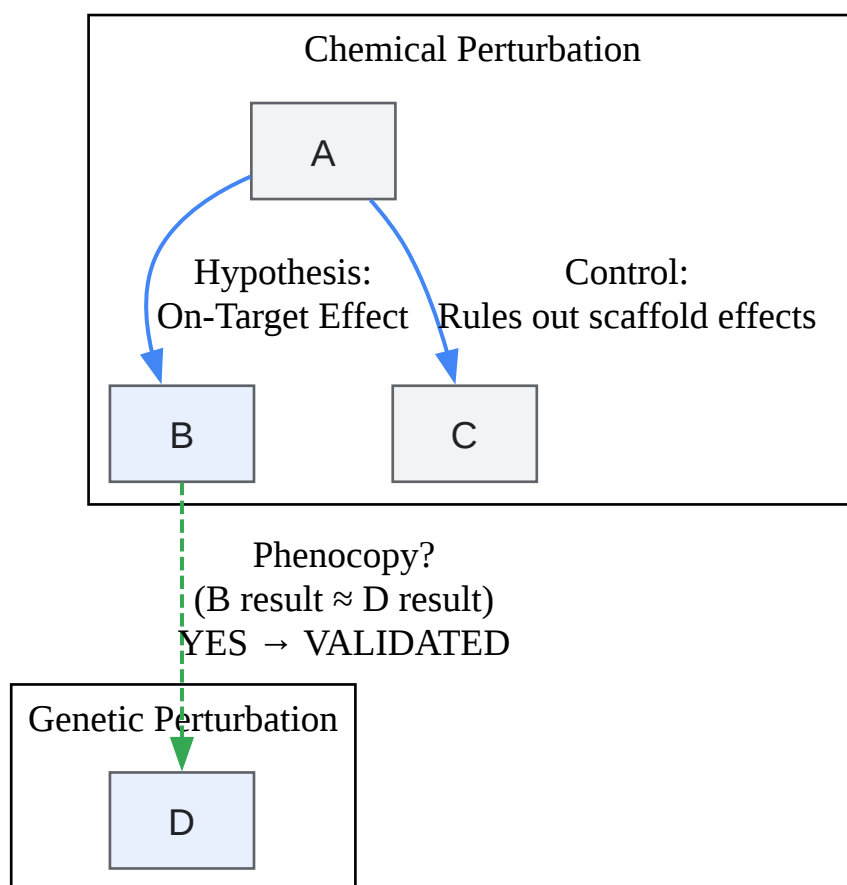 Chemical Perturbation
A
Hypothesis:
On-Target Effect
Control:
Rules out scaffold effects
B
C
Phenocopy?
(B result ≈ D result)
YES → VALIDATED
Genetic Perturbation
D